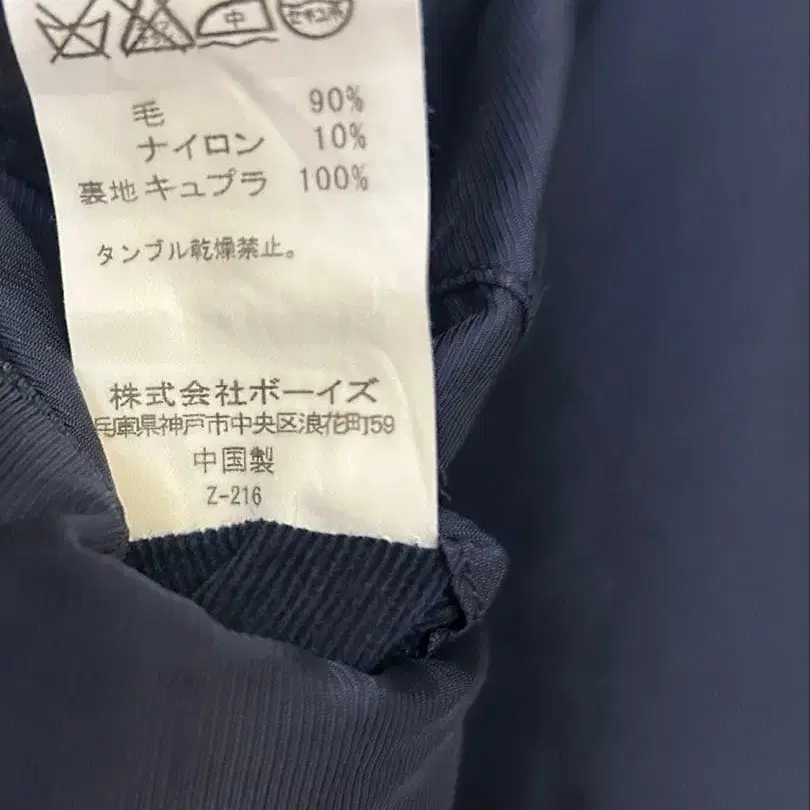 中
毛 90%
ナイロン 10%
裏地キュプラ 100%
タンブル乾燥禁止。
株式会社ボーイズ
兵庫県神戸市中央区浪花町59
中国製
Z-216